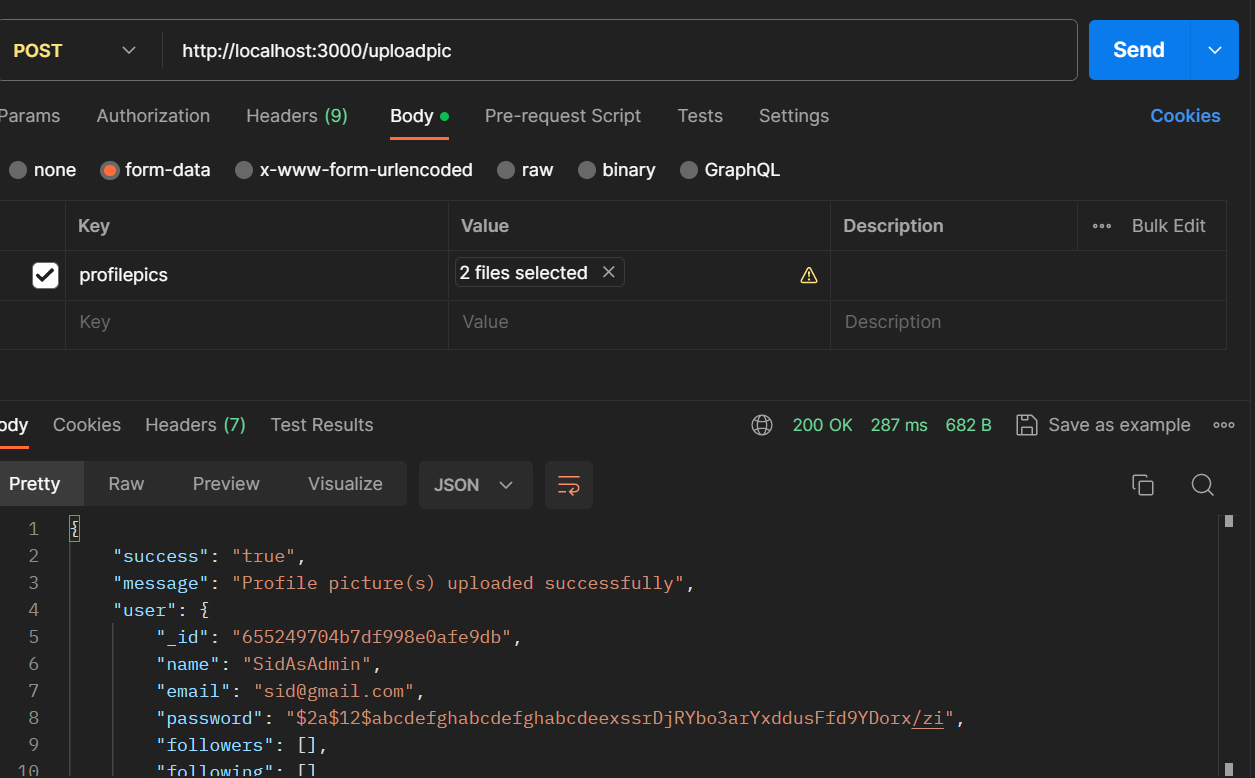 POST http://localhost:3000/uploadpic Send
Params Authorization Headers (9) Body Pre-request Script Tests Settings Cookies
none form-data x-www-form-urlencoded raw binary GraphQL
Key Value Description Bulk Edit
profilepics 2 files selected
Key Value Description
ody Cookies Headers (7) Test Results 200 OK 287 ms 682 B Save as example
Pretty Raw Preview Visualize JSON
1 {
2 "success": "true",
3 "message": "Profile picture(s) uploaded successfully",
4 "user": {
5 "_id": "655249704b7df998e0afe9db",
6 "name": "SidAsAdmin",
7 "email": "sid@gmail.com",
8 "password": "$2a$12$abcdefghabcdefghabcdeexssrDjRYbo3arYxddusFfd9YDorx/zi",
9 "followers": [],
10 "following": []